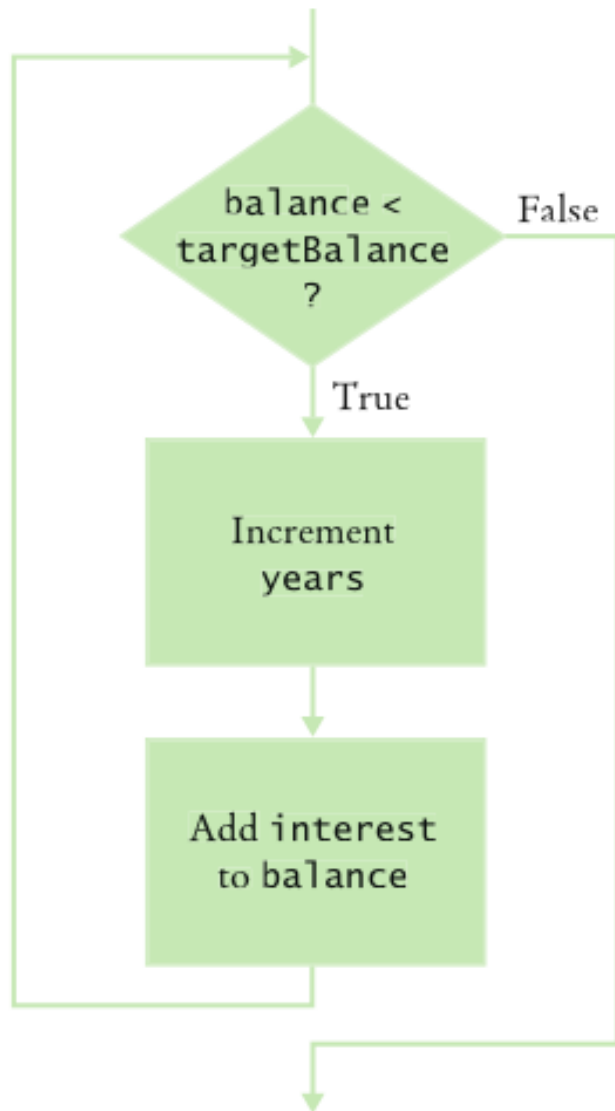 balance <
targetBalance
?
False
True
Increment
years
Add interest
to balance